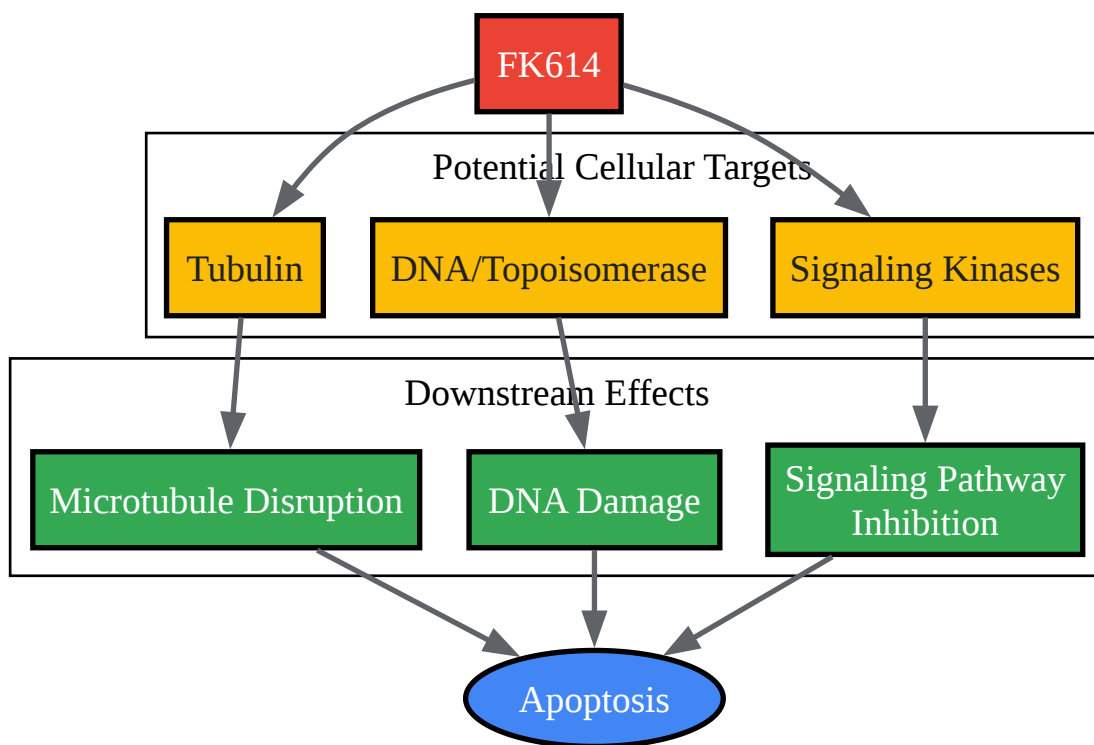 FK614
Potential Cellular Targets
Tubulin
DNA/Topoisomerase
Signaling Kinases
Downstream Effects
Microtubule Disruption
DNA Damage
Signaling Pathway
Inhibition
Apoptosis